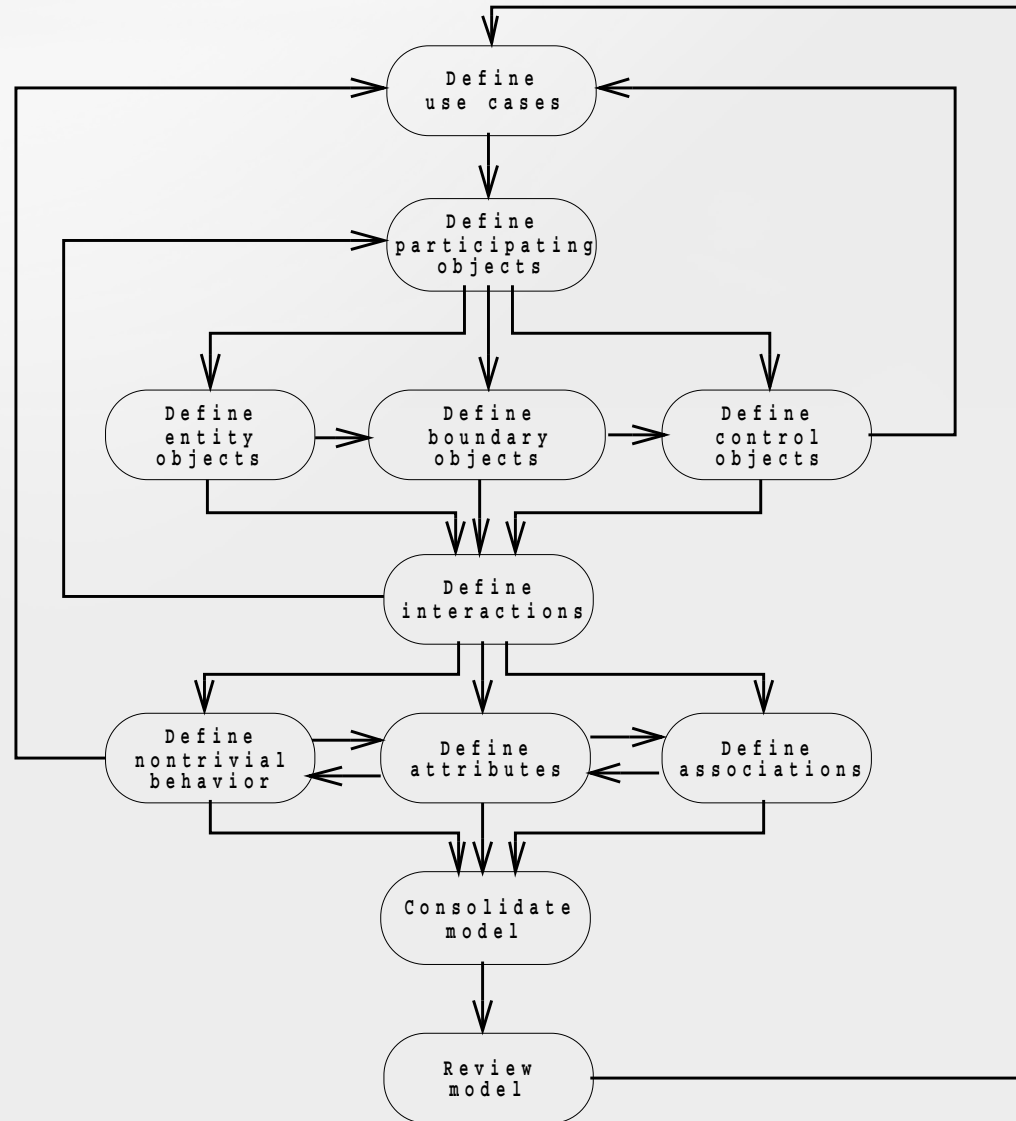 Define
use cases
Define
participating
objects
Define
entity
objects
Define
boundary
objects
Define
control
objects
Define
interactions
Define
nontrivial
behavior
Define
attributes
Define
associations
Consolidate
model
Review
model